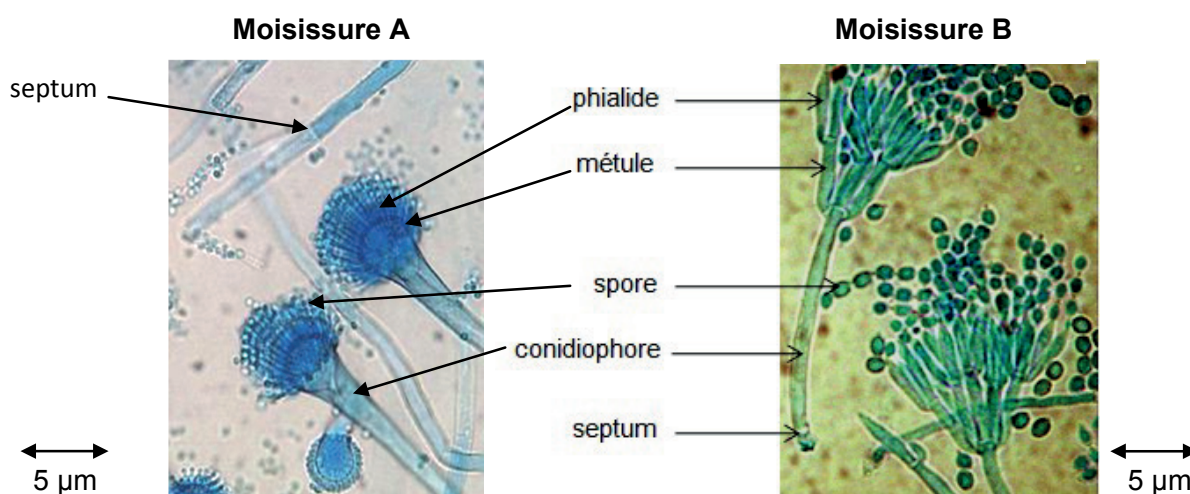 Moisissure A
Moisissure B
septum
phialide
métule
spore
conidiophore
septum
5 µm
5 µm